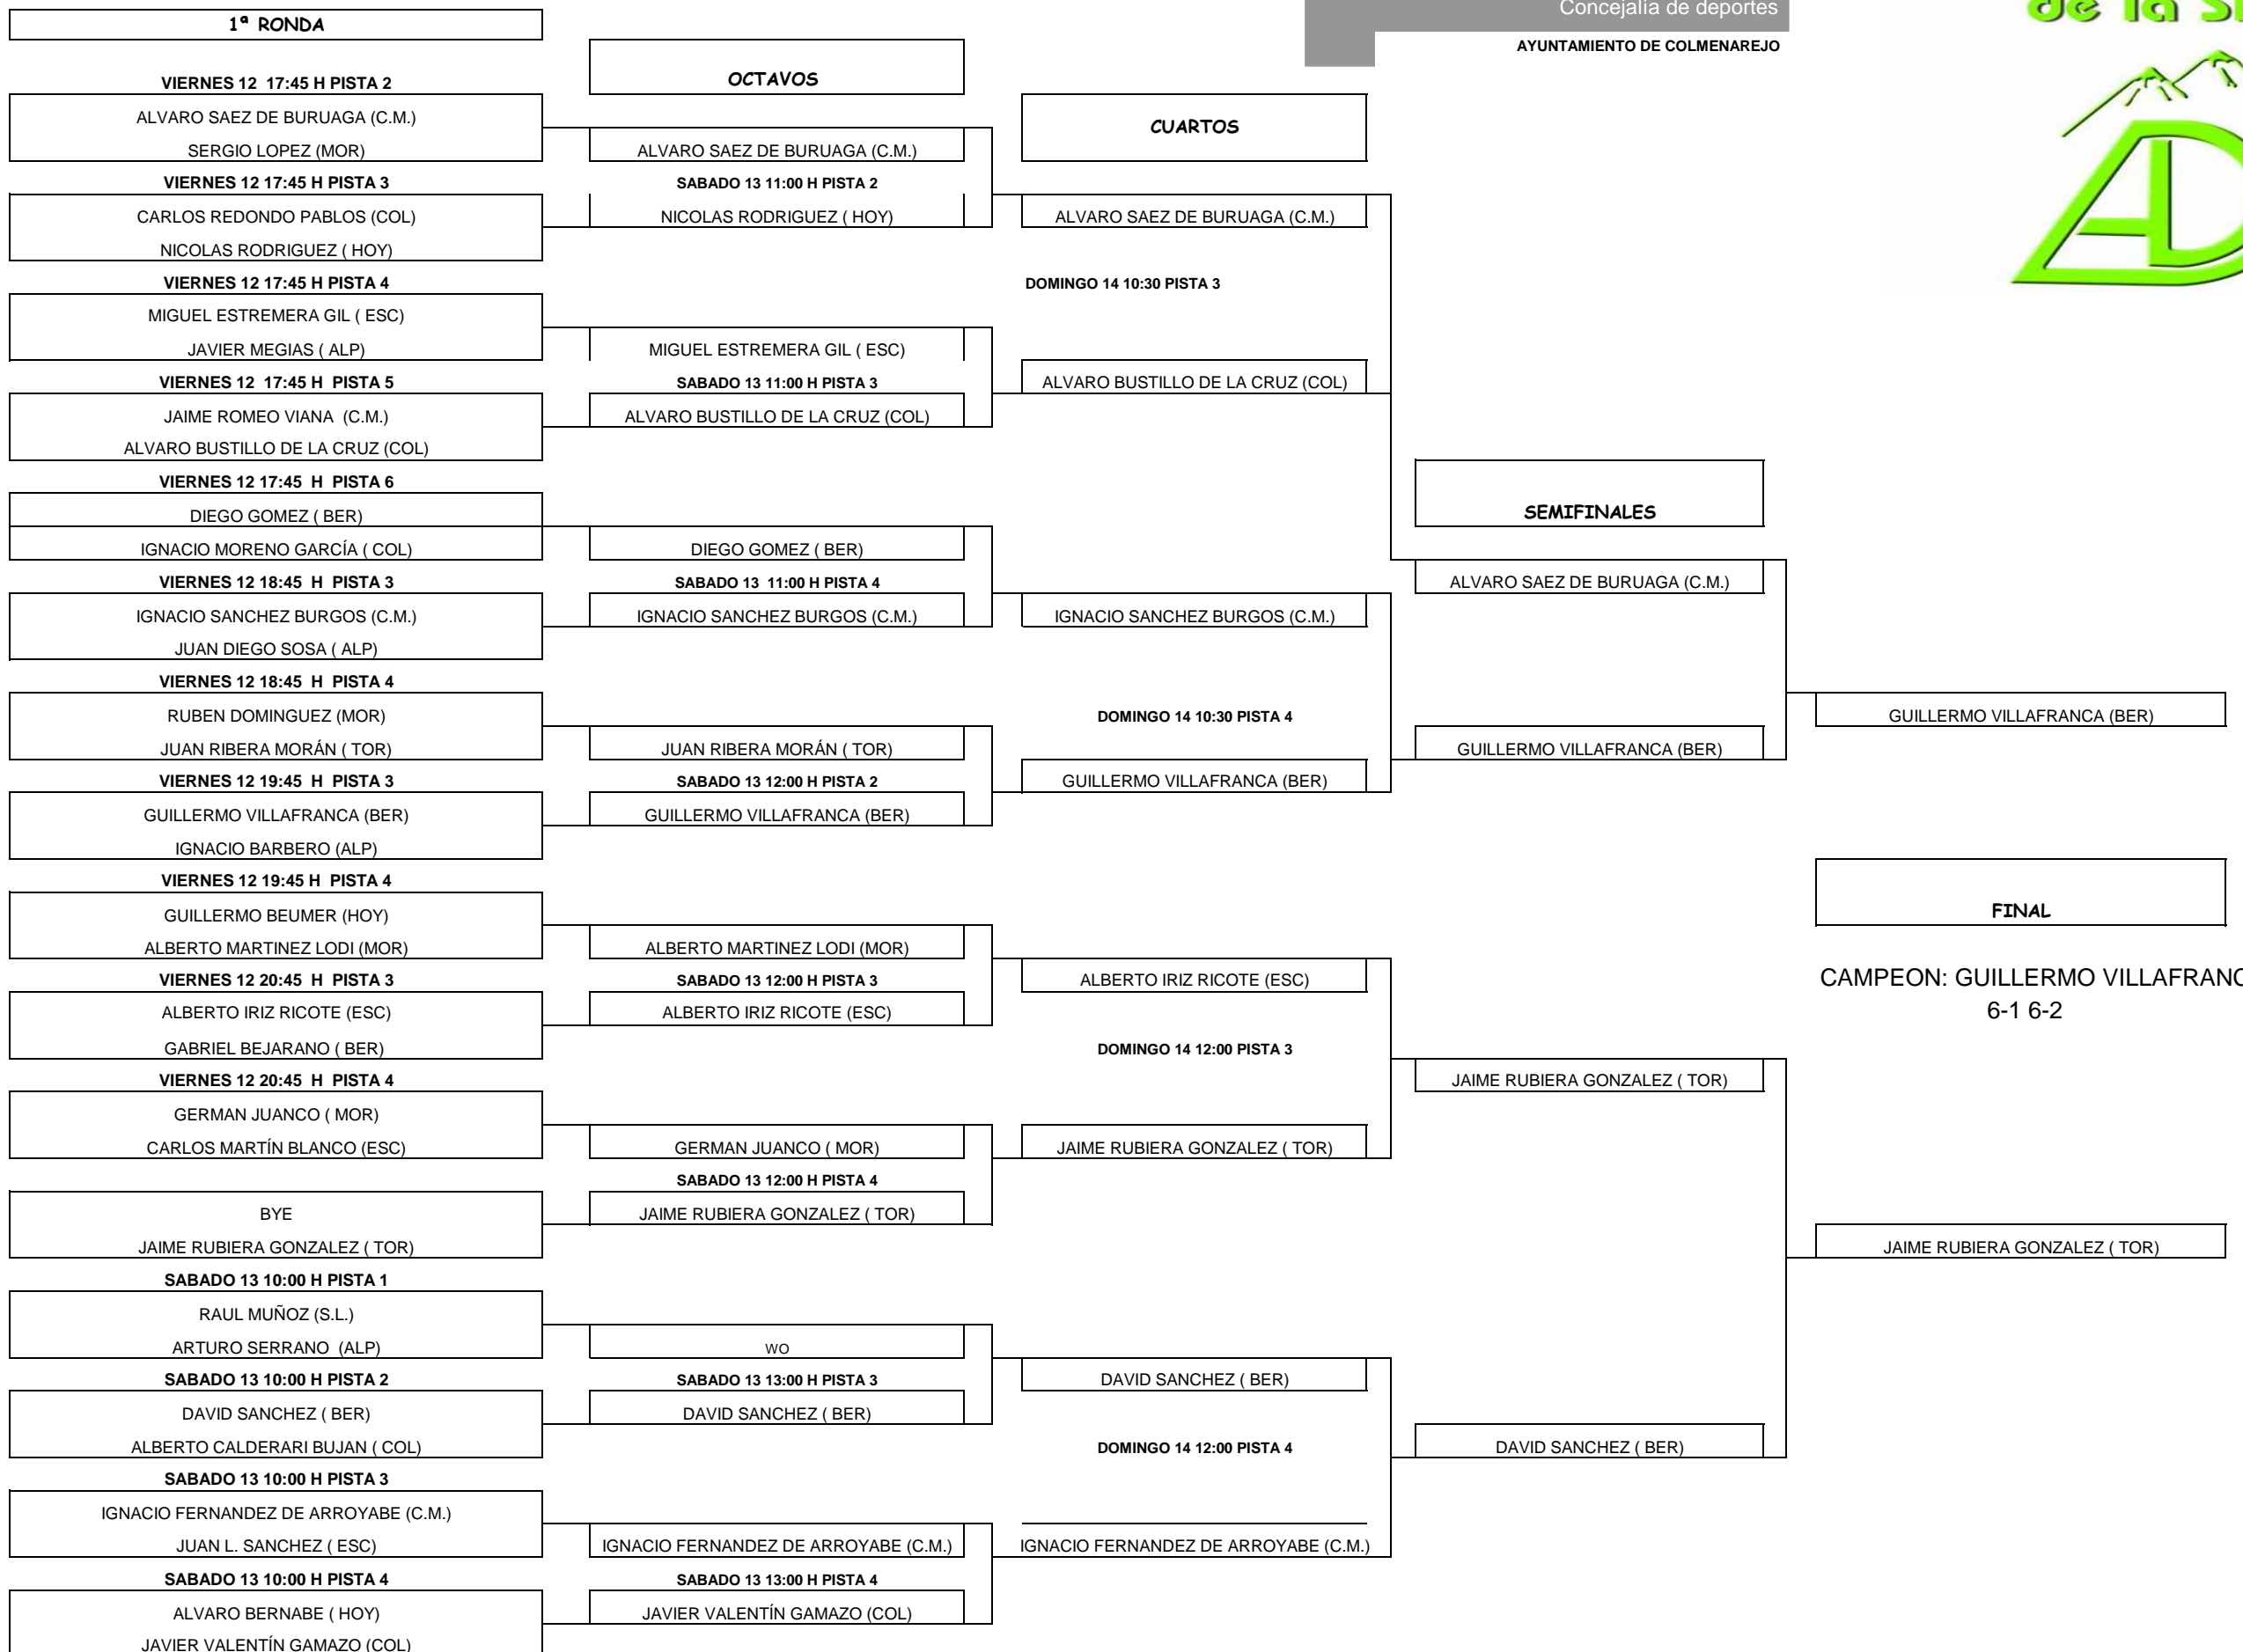 Concejalía de deportes
AYUNTAMIENTO DE COLMENAREJO
de la
1ª RONDA
VIERNES 12 17:45 H PISTA 2
ALVARO SAEZ DE BURUAGA (C.M.)
SERGIO LOPEZ (MOR)
VIERNES 12 17:45 H PISTA 3
CARLOS REDONDO PABLOS (COL)
NICOLAS RODRIGUEZ ( HOY)
VIERNES 12 17:45 H PISTA 4
MIGUEL ESTREMERA GIL ( ESC)
JAVIER MEGIAS ( ALP)
VIERNES 12 17:45 H PISTA 5
JAIME ROMEO VIANA (C.M.)
ALVARO BUSTILLO DE LA CRUZ (COL)
VIERNES 12 17:45 H PISTA 6
DIEGO GOMEZ ( BER)
IGNACIO MORENO GARCÍA ( COL)
VIERNES 12 18:45 H PISTA 3
IGNACIO SANCHEZ BURGOS (C.M.)
JUAN DIEGO SOSA ( ALP)
VIERNES 12 18:45 H PISTA 4
RUBEN DOMINGUEZ (MOR)
JUAN RIBERA MORÁN ( TOR)
VIERNES 12 19:45 H PISTA 3
GUILLERMO VILLAFRANCA (BER)
IGNACIO BARBERO (ALP)
VIERNES 12 19:45 H PISTA 4
GUILLERMO BEUMER (HOY)
ALBERTO MARTINEZ LODI (MOR)
VIERNES 12 20:45 H PISTA 3
ALBERTO IRIZ RICOTE (ESC)
GABRIEL BEJARANO ( BER)
VIERNES 12 20:45 H PISTA 4
GERMAN JUANCO ( MOR)
CARLOS MARTÍN BLANCO (ESC)
BYE
JAIME RUBIERA GONZALEZ ( TOR)
SABADO 13 10:00 H PISTA 1
RAUL MUÑOZ (S.L.)
ARTURO SERRANO (ALP)
SABADO 13 10:00 H PISTA 2
DAVID SANCHEZ ( BER)
ALBERTO CALDERARI BUJAN ( COL)
SABADO 13 10:00 H PISTA 3
IGNACIO FERNANDEZ DE ARROYABE (C.M.)
JUAN L. SANCHEZ ( ESC)
SABADO 13 10:00 H PISTA 4
ALVARO BERNABE ( HOY)
JAVIER VALENTÍN GAMAZO (COL)
OCTAVOS
ALVARO SAEZ DE BURUAGA (C.M.)
SABADO 13 11:00 H PISTA 2
NICOLAS RODRIGUEZ ( HOY)
MIGUEL ESTREMERA GIL ( ESC)
SABADO 13 11:00 H PISTA 3
ALVARO BUSTILLO DE LA CRUZ (COL)
DIEGO GOMEZ ( BER)
SABADO 13 11:00 H PISTA 4
IGNACIO SANCHEZ BURGOS (C.M.)
JUAN RIBERA MORÁN ( TOR)
SABADO 13 12:00 H PISTA 2
GUILLERMO VILLAFRANCA (BER)
ALBERTO MARTINEZ LODI (MOR)
SABADO 13 12:00 H PISTA 3
ALBERTO IRIZ RICOTE (ESC)
GERMAN JUANCO ( MOR)
SABADO 13 12:00 H PISTA 4
JAIME RUBIERA GONZALEZ ( TOR)
WO
SABADO 13 13:00 H PISTA 3
DAVID SANCHEZ ( BER)
IGNACIO FERNANDEZ DE ARROYABE (C.M.)
SABADO 13 13:00 H PISTA 4
JAVIER VALENTÍN GAMAZO (COL)
CUARTOS
ALVARO SAEZ DE BURUAGA (C.M.)
DOMINGO 14 10:30 PISTA 3
ALVARO BUSTILLO DE LA CRUZ (COL)
IGNACIO SANCHEZ BURGOS (C.M.)
DOMINGO 14 10:30 PISTA 4
GUILLERMO VILLAFRANCA (BER)
ALBERTO IRIZ RICOTE (ESC)
DOMINGO 14 12:00 PISTA 3
JAIME RUBIERA GONZALEZ ( TOR)
DAVID SANCHEZ ( BER)
DOMINGO 14 12:00 PISTA 4
IGNACIO FERNANDEZ DE ARROYABE (C.M.)
SEMIFINALES
ALVARO SAEZ DE BURUAGA (C.M.)
GUILLERMO VILLAFRANCA (BER)
JAIME RUBIERA GONZALEZ ( TOR)
DAVID SANCHEZ ( BER)
GUILLERMO VILLAFRANCA (BER)
FINAL
CAMPEON: GUILLERMO VILLAFRANC
6-1 6-2
JAIME RUBIERA GONZALEZ ( TOR)